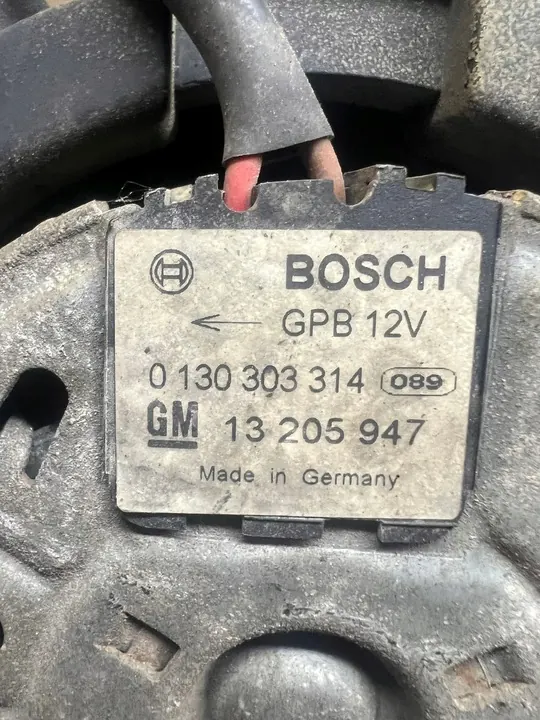 BOSCH
← GPB 12V
0 130 303 314 089
GM 13 205 947
Made in Germany